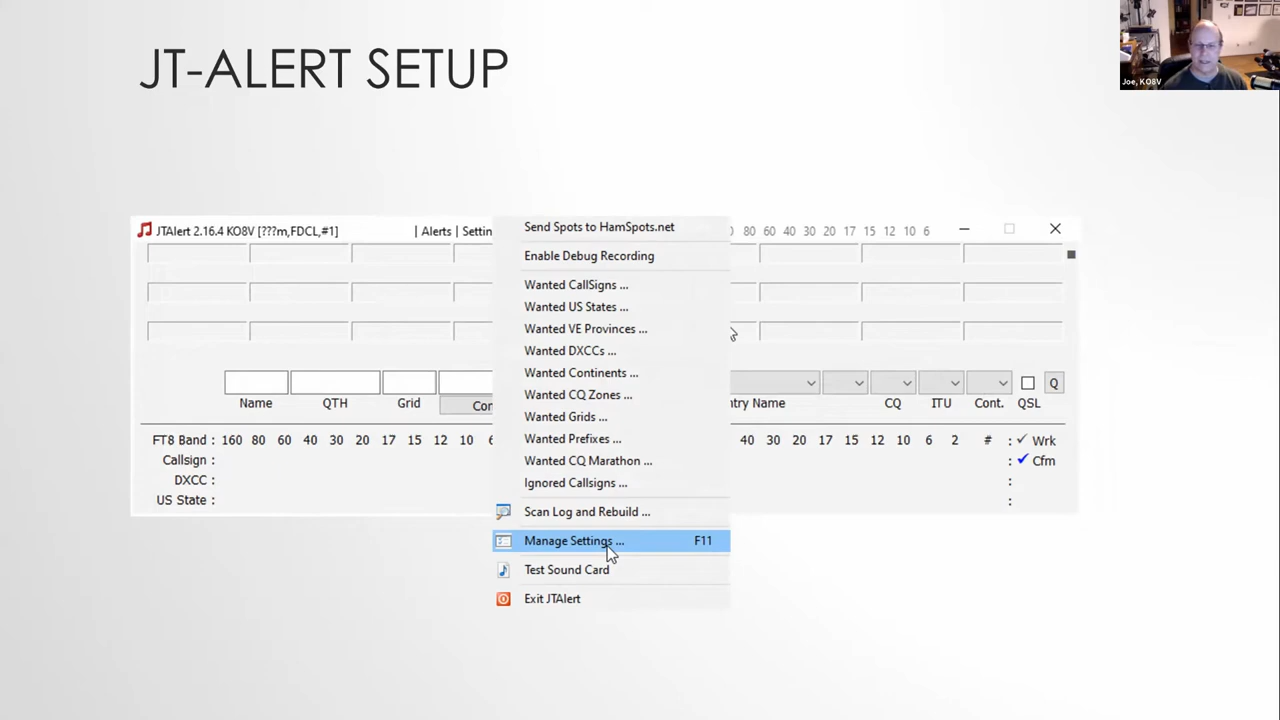 JT-ALERT SETUP
Joe, KO8V
JTAlert 2.16.4 KO8V [???m,FDCL,#1] | Alerts | Settin
80 60 40 30 20 17 15 12 10 6
Send Spots to HamSpots.net
Enable Debug Recording
Wanted CallSigns ...
Wanted US States ...
Wanted VE Provinces ...
Wanted DXCCs ...
Wanted Continents ...
Wanted CQ Zones ...
Wanted Grids ...
Wanted Prefixes ...
Wanted CQ Marathon ...
Ignored Callsigns ...
Scan Log and Rebuild ...
Manage Settings ... F11
Test Sound Card
Exit JTAlert
Q
Name QTH Grid Cor ntry Name CQ ITU Cont. QSL
FT8 Band : 160 80 60 40 30 20 17 15 12 10 6 40 30 20 17 15 12 10 6 2 # : ✓ Wrk
Callsign : : ✔ Cfm
DXCC : :
US State : :